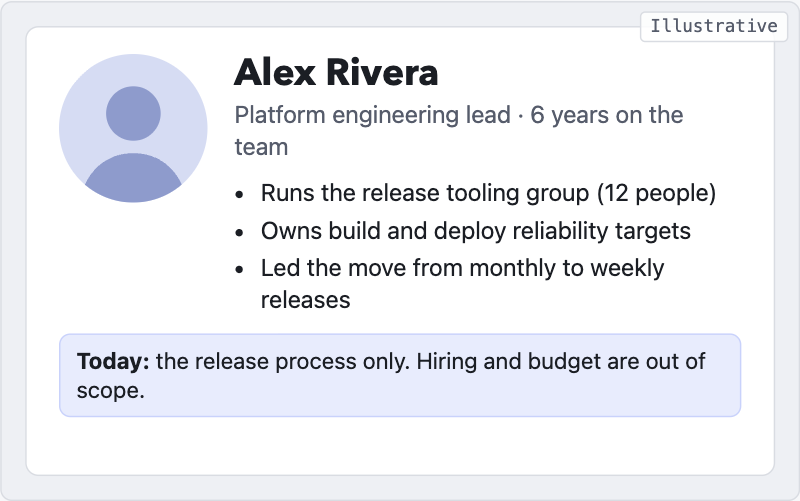 Illustrative
Alex Rivera
Platform engineering lead · 6 years on the
team
• Runs the release tooling group (12 people)
• Owns build and deploy reliability targets
• Led the move from monthly to weekly
releases
Today: the release process only. Hiring and budget are out of
scope.